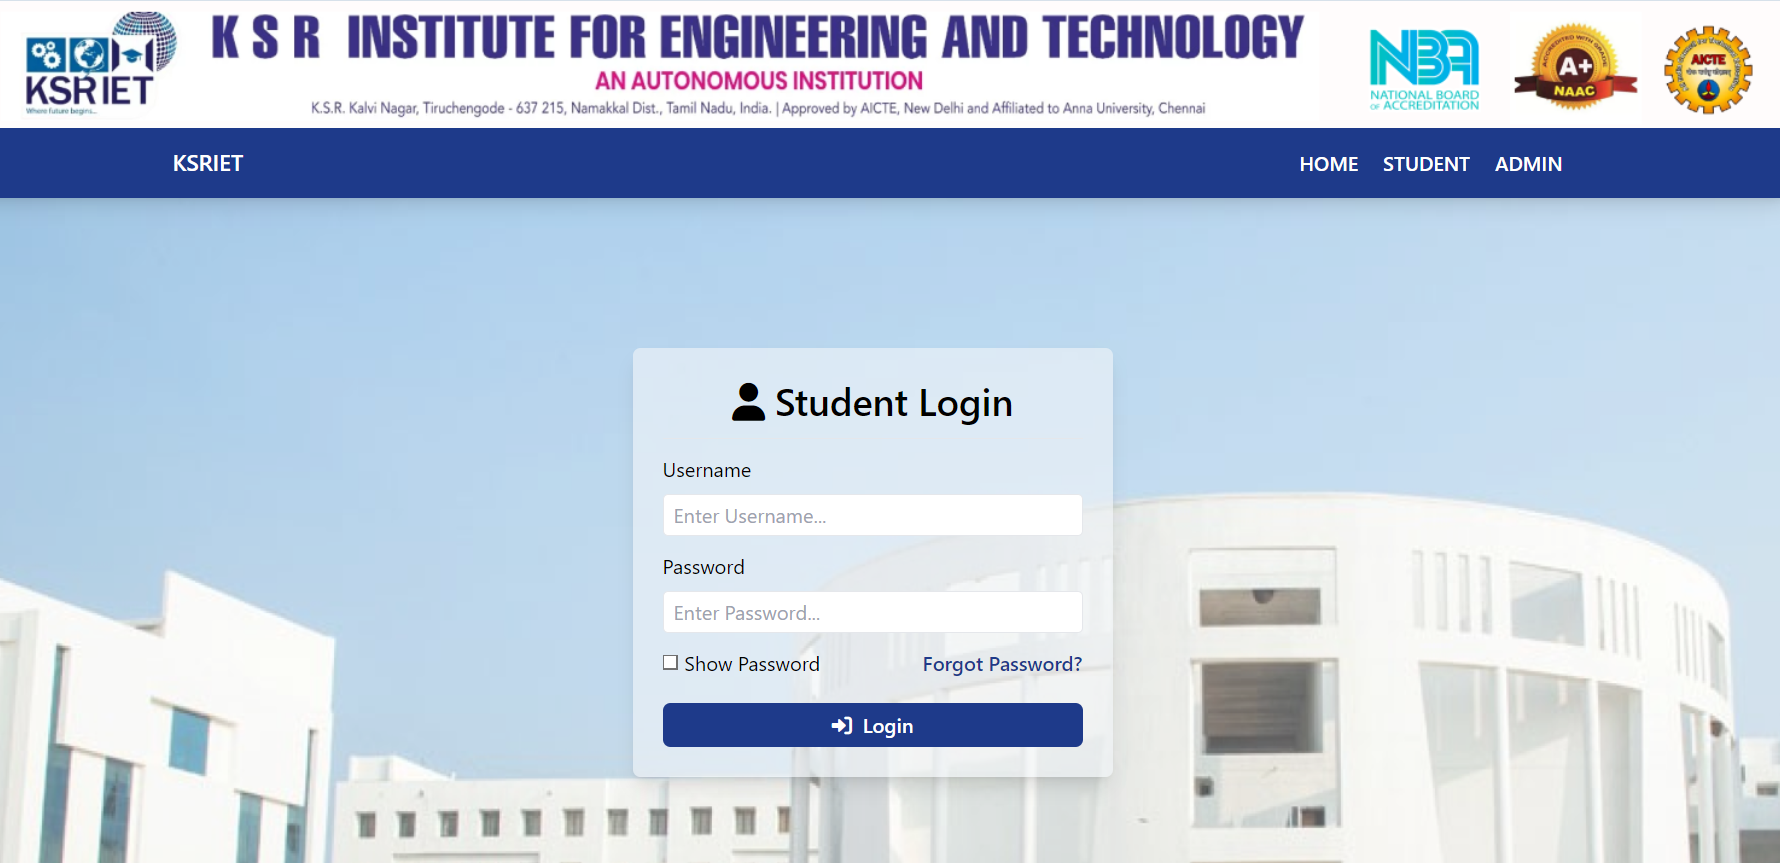 KSRIET
Where future begins...
K S R INSTITUTE FOR ENGINEERING AND TECHNOLOGY
AN AUTONOMOUS INSTITUTION
K.S.R. Kalvi Nagar, Tiruchengode - 637 215, Namakkal Dist., Tamil Nadu, India. | Approved by AICTE, New Delhi and Affiliated to Anna University, Chennai
NBA
NATIONAL BOARD
OF ACCREDITATION
ACCREDITED WITH GRADE
A+
NAAC
AICTE
KSRIET
HOME STUDENT ADMIN
Student Login
Username
Enter Username...
Password
Enter Password...
Show Password Forgot Password?
Login